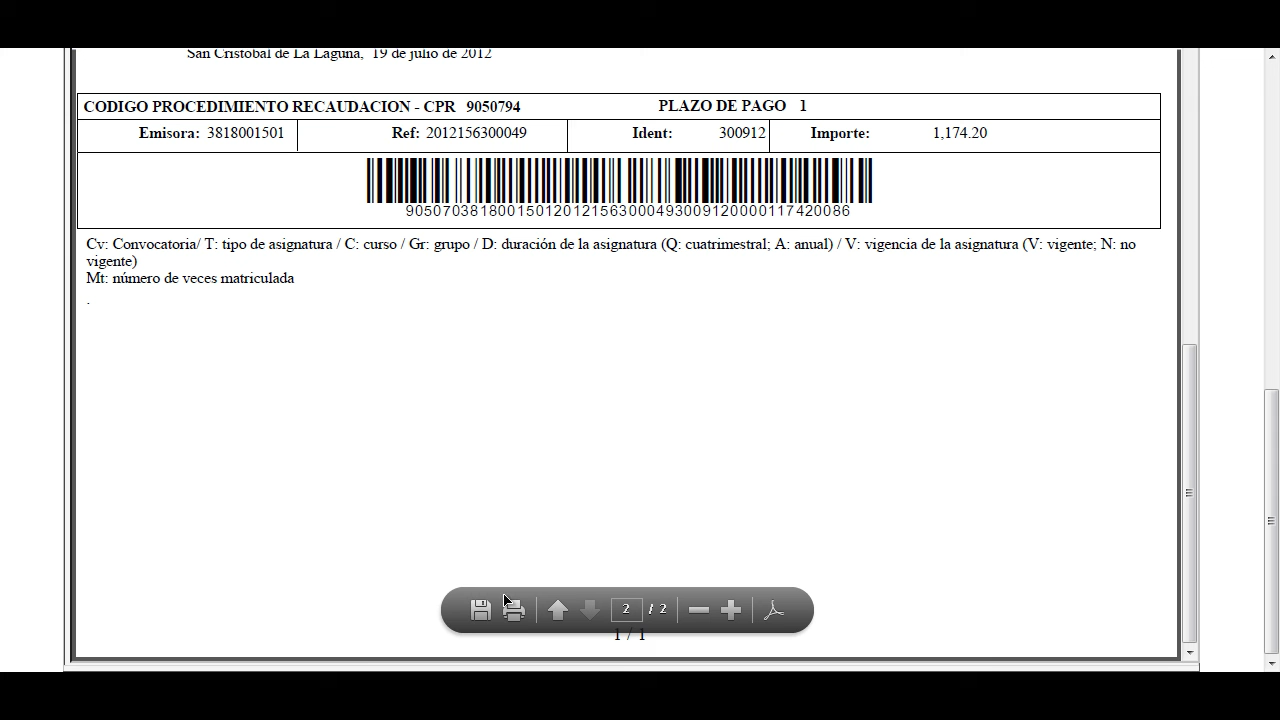 San Cristobal de La Laguna, 19 de julio de 2012
CODIGO PROCEDIMIENTO RECAUDACION - CPR 9050794 PLAZO DE PAGO 1
Emisora: 3818001501 Ref: 2012156300049 Ident: 300912 Importe: 1,174.20
90507038180015012012156300049300912000011742​0086
Cv: Convocatoria/ T: tipo de asignatura / C: curso / Gr: grupo / D: duración de la asignatura (Q: cuatrimestral; A: anual) / V: vigencia de la asignatura (V: vigente; N: no
vigente)
Mt: número de veces matriculada
.
2 / 2
1 / 1